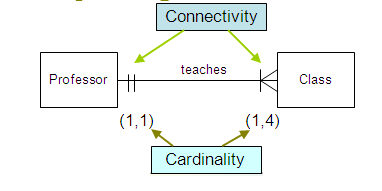 Connectivity
teaches
Professor
Class
(1,1)
(1,4)
Cardinality